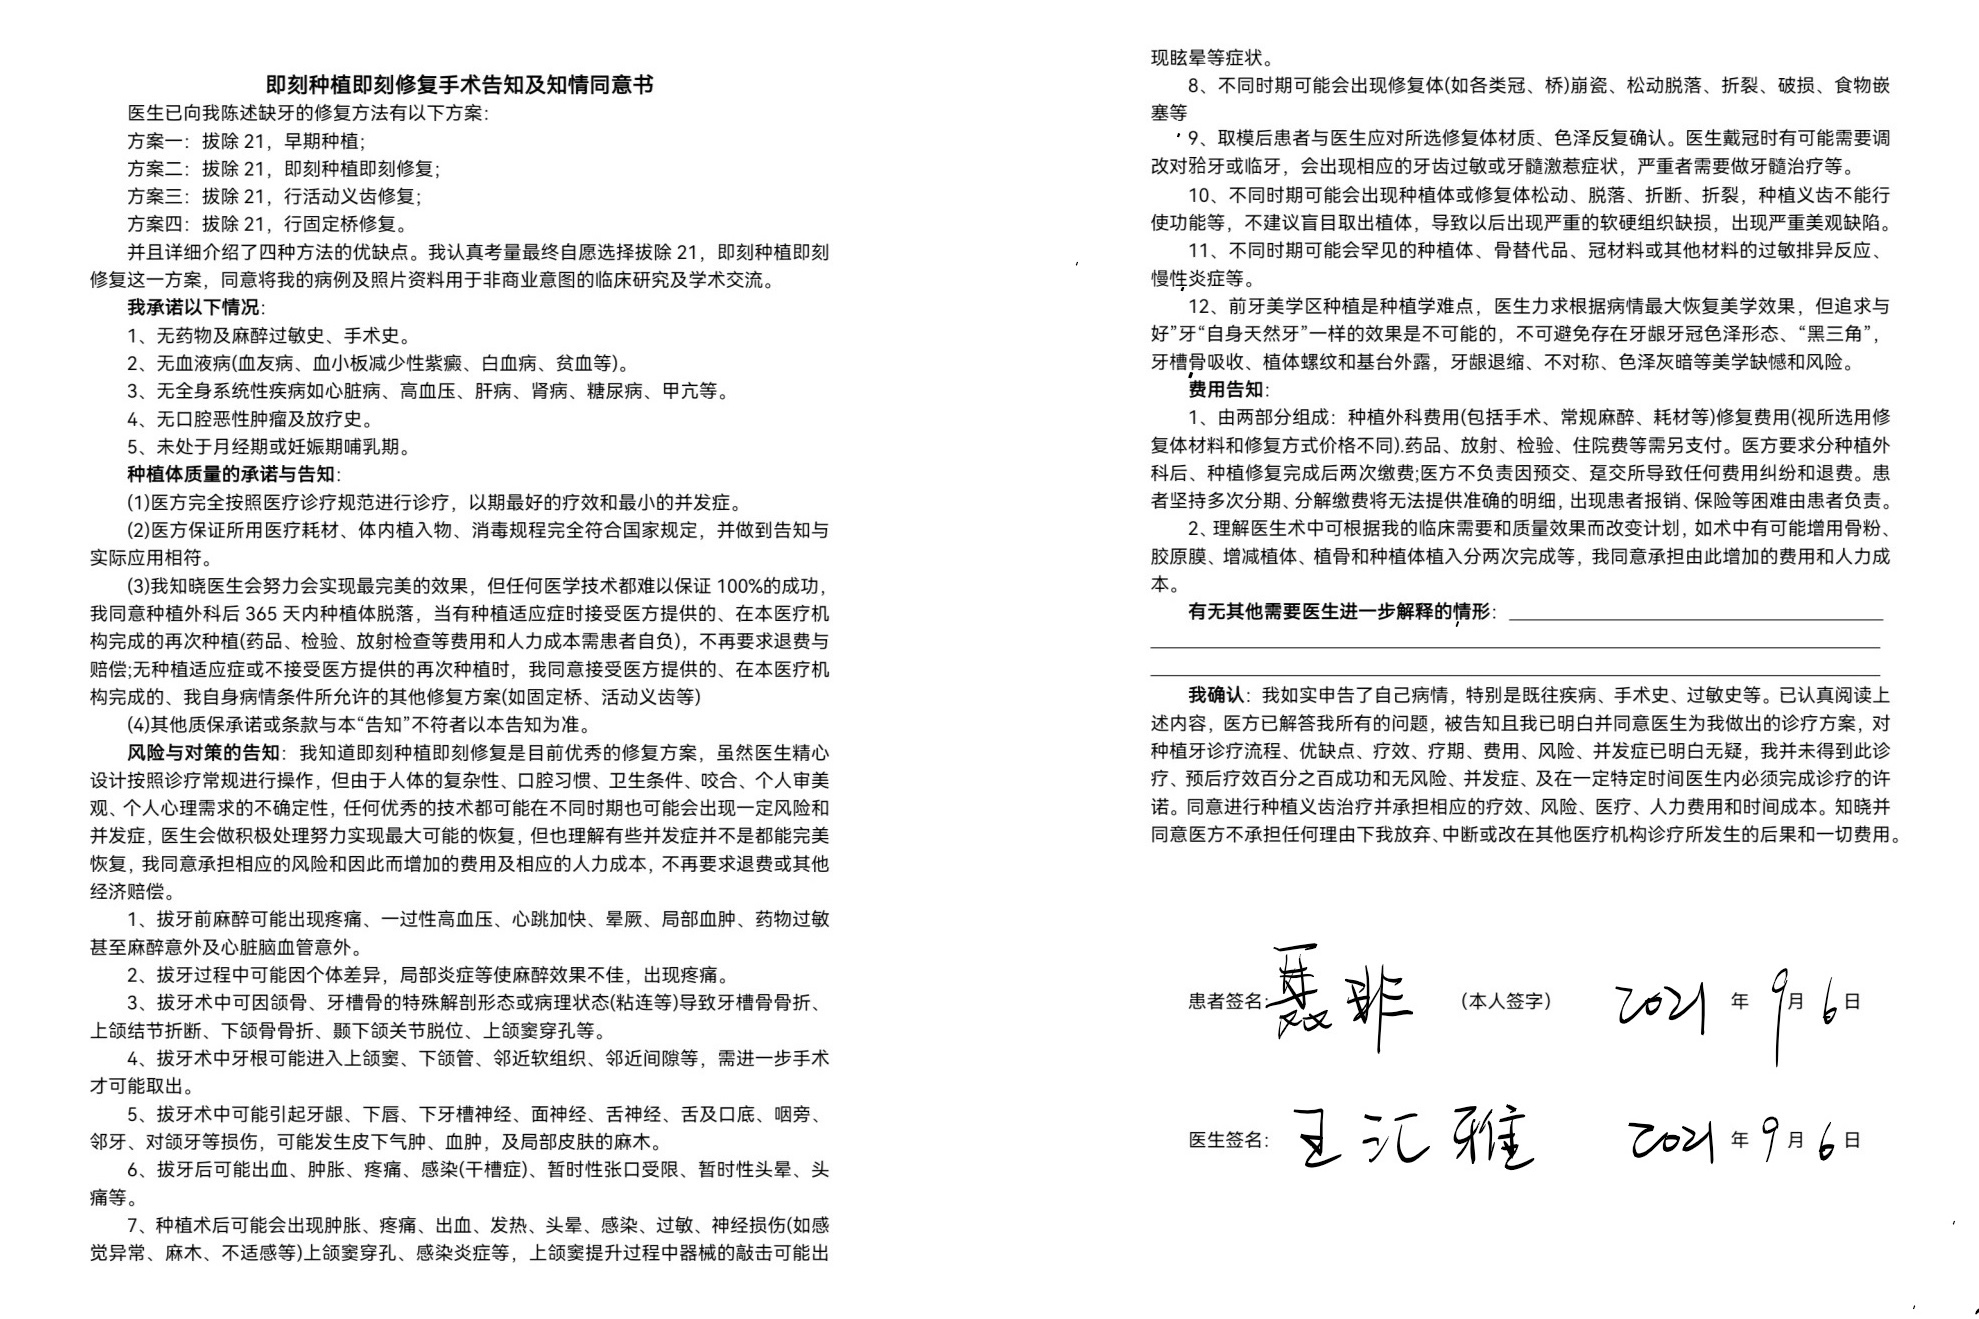 即刻种植即刻修复手术告知及知情同意书
医生已向我陈述缺牙的修复方法有以下方案：
方案一：拔除 21，早期种植；
方案二：拔除 21，即刻种植即刻修复；
方案三：拔除 21，行活动义齿修复；
方案四：拔除 21，行固定桥修复。
并且详细介绍了四种方法的优缺点。我认真考量最终自愿选择拔除 21，即刻种植即刻
修复这一方案，同意将我的病例及照片资料用于非商业意图的临床研究及学术交流。
我承诺以下情况：
1、无药物及麻醉过敏史、手术史。
2、无血液病(血友病、血小板减少性紫癜、白血病、贫血等)。
3、无全身系统性疾病如心脏病、高血压、肝病、肾病、糖尿病、甲亢等。
4、无口腔恶性肿瘤及放疗史。
5、未处于月经期或妊娠期哺乳期。
种植体质量的承诺与告知：
(1)医方完全按照医疗诊疗规范进行诊疗，以期最好的疗效和最小的并发症。
(2)医方保证所用医疗耗材、体内植入物、消毒规程完全符合国家规定，并做到告知与
实际应用相符。
(3)我知晓医生会努力会实现最完美的效果，但任何医学技术都难以保证 100%的成功，
我同意种植外科后 365 天内种植体脱落，当有种植适应症时接受医方提供的、在本医疗机
构完成的再次种植(药品、检验、放射检查等费用和人力成本需患者自负)，不再要求退费与
赔偿;无种植适应症或不接受医方提供的再次种植时，我同意接受医方提供的、在本医疗机
构完成的、我自身病情条件所允许的其他修复方案(如固定桥、活动义齿等)
(4)其他质保承诺或条款与本“告知”不符者以本告知为准。
风险与对策的告知：我知道即刻种植即刻修复是目前优秀的修复方案，虽然医生精心
设计按照诊疗常规进行操作，但由于人体的复杂性、口腔习惯、卫生条件、咬合、个人审美
观、个人心理需求的不确定性，任何优秀的技术都可能在不同时期也可能会出现一定风险和
并发症，医生会做积极处理努力实现最大可能的恢复，但也理解有些并发症并不是都能完美
恢复，我同意承担相应的风险和因此而增加的费用及相应的人力成本，不再要求退费或其他
经济赔偿。
1、拔牙前麻醉可能出现疼痛、一过性高血压、心跳加快、晕厥、局部血肿、药物过敏
甚至麻醉意外及心脏脑血管意外。
2、拔牙过程中可能因个体差异，局部炎症等使麻醉效果不佳，出现疼痛。
3、拔牙术中可因颌骨、牙槽骨的特殊解剖形态或病理状态(粘连等)导致牙槽骨骨折、
上颌结节折断、下颌骨骨折、颞下颌关节脱位、上颌窦穿孔等。
4、拔牙术中牙根可能进入上颌窦、下颌管、邻近软组织、邻近间隙等，需进一步手术
才可能取出。
5、拔牙术中可能引起牙龈、下唇、下牙槽神经、面神经、舌神经、舌及口底、咽旁、
邻牙、对颌牙等损伤，可能发生皮下气肿、血肿，及局部皮肤的麻木。
6、拔牙后可能出血、肿胀、疼痛、感染(干槽症)、暂时性张口受限、暂时性头晕、头
痛等。
7、种植术后可能会出现肿胀、疼痛、出血、发热、头晕、感染、过敏、神经损伤(如感
觉异常、麻木、不适感等)上颌窦穿孔、感染炎症等，上颌窦提升过程中器械的敲击可能出
现眩晕等症状。
8、不同时期可能会出现修复体(如各类冠、桥)崩瓷、松动脱落、折裂、破损、食物嵌
塞等
9、取模后患者与医生应对所选修复体材质、色泽反复确认。医生戴冠时有可能需要调
改对𬌗牙或临牙，会出现相应的牙齿过敏或牙髓激惹症状，严重者需要做牙髓治疗等。
10、不同时期可能会出现种植体或修复体松动、脱落、折断、折裂，种植义齿不能行
使功能等，不建议盲目取出植体，导致以后出现严重的软硬组织缺损，出现严重美观缺陷。
11、不同时期可能会罕见的种植体、骨替代品、冠材料或其他材料的过敏排异反应、
慢性炎症等。
12、前牙美学区种植是种植学难点，医生力求根据病情最大恢复美学效果，但追求与
好”牙“自身天然牙”一样的效果是不可能的，不可避免存在牙龈牙冠色泽形态、“黑三角”，
牙槽骨吸收、植体螺纹和基台外露，牙龈退缩、不对称、色泽灰暗等美学缺憾和风险。
费用告知：
1、由两部分组成：种植外科费用(包括手术、常规麻醉、耗材等)修复费用(视所选用修
复体材料和修复方式价格不同).药品、放射、检验、住院费等需另支付。医方要求分种植外
科后、种植修复完成后两次缴费;医方不负责因预交、趸交所导致任何费用纠纷和退费。患
者坚持多次分期、分解缴费将无法提供准确的明细，出现患者报销、保险等困难由患者负责。
2、理解医生术中可根据我的临床需要和质量效果而改变计划，如术中有可能增用骨粉、
胶原膜、增减植体、植骨和种植体植入分两次完成等，我同意承担由此增加的费用和人力成
本。
有无其他需要医生进一步解释的情形：
我确认：我如实申告了自己病情，特别是既往疾病、手术史、过敏史等。已认真阅读上
述内容，医方已解答我所有的问题，被告知且我已明白并同意医生为我做出的诊疗方案，对
种植牙诊疗流程、优缺点、疗效、疗期、费用、风险、并发症已明白无疑，我并未得到此诊
疗、预后疗效百分之百成功和无风险、并发症、及在一定特定时间医生内必须完成诊疗的许
诺。同意进行种植义齿治疗并承担相应的疗效、风险、医疗、人力费用和时间成本。知晓并
同意医方不承担任何理由下我放弃、中断或改在其他医疗机构诊疗所发生的后果和一切费用。
患者签名：聂非 （本人签字） 2021 年 9 月 6 日
医生签名：王汇雅 2021 年 9 月 6 日